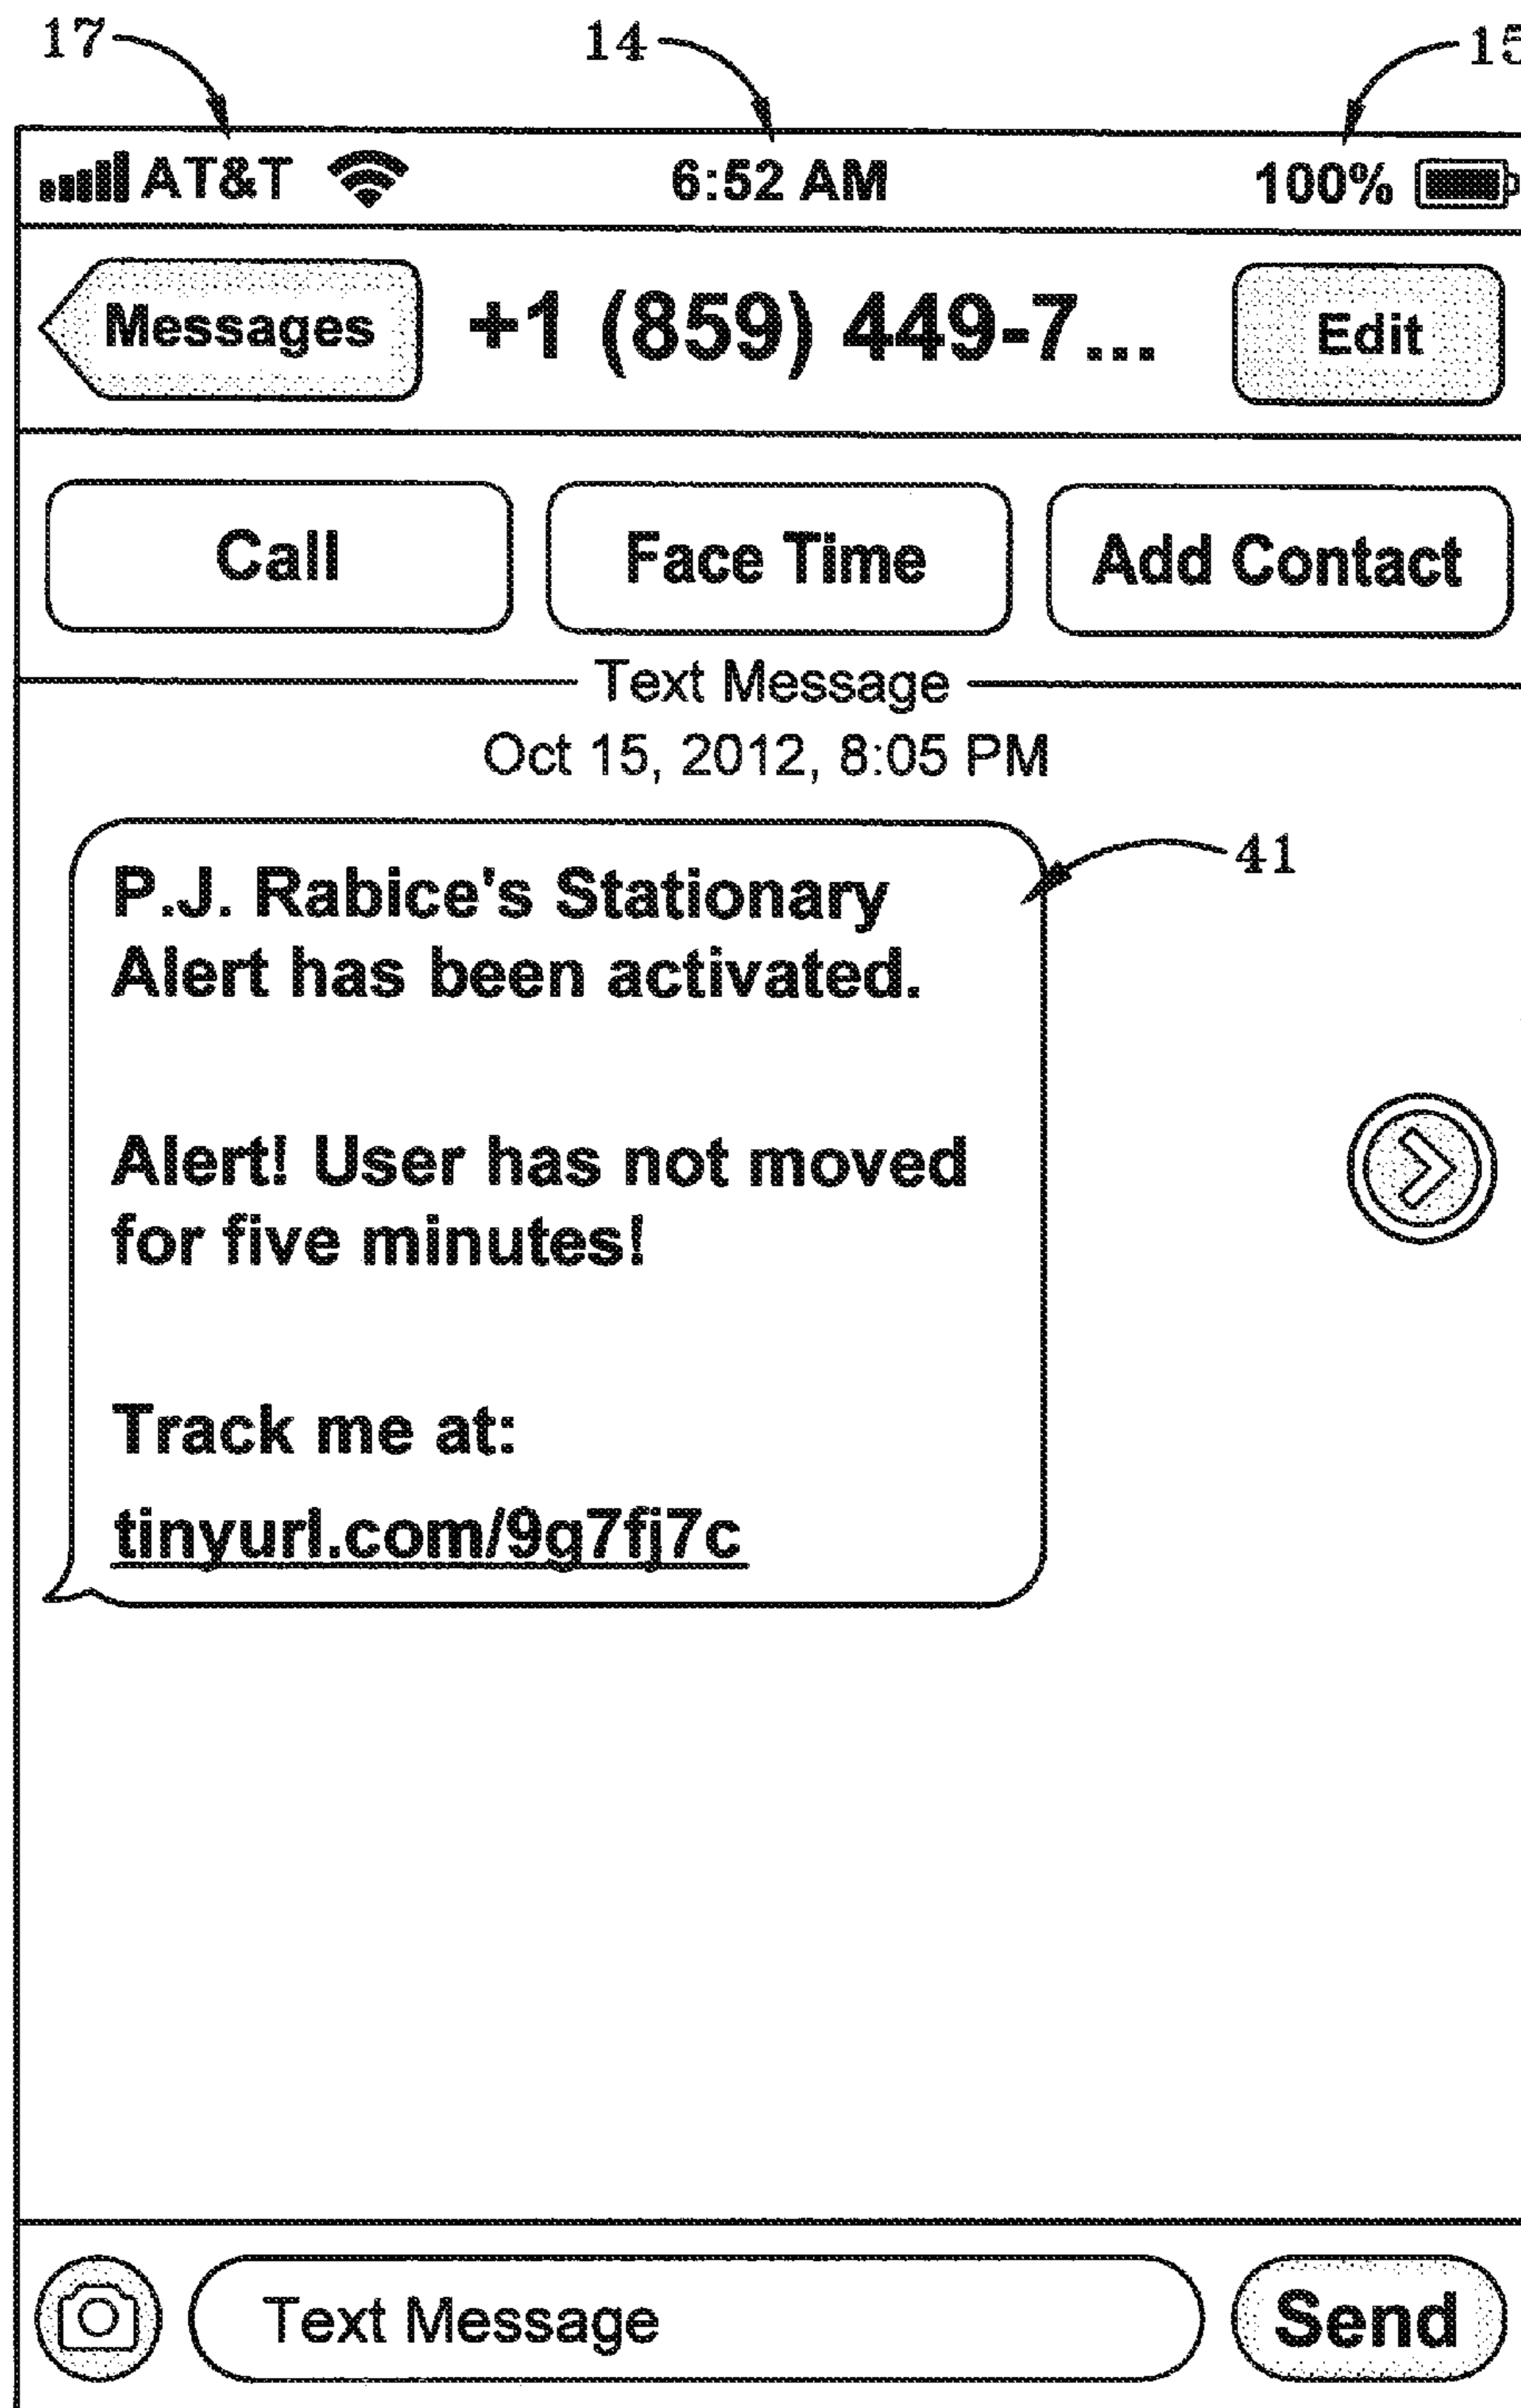 17 14 15
AT&T 6:52 AM 100%
Messages +1 (859) 449-7... Edit
Call Face Time Add Contact
Text Message
Oct 15, 2012, 8:05 PM
41
P.J. Rabice's Stationary
Alert has been activated.
Alert! User has not moved
for five minutes!
Track me at:
tinyurl.com/9g7fj7c
Text Message Send